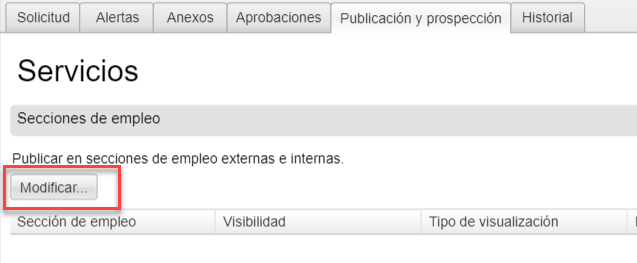 Solicitud Alertas Anexos Aprobaciones Publicación y prospección Historial
Servicios
Secciones de empleo
Publicar en secciones de empleo externas e internas.
Modificar...
Sección de empleo Visibilidad Tipo de visualización